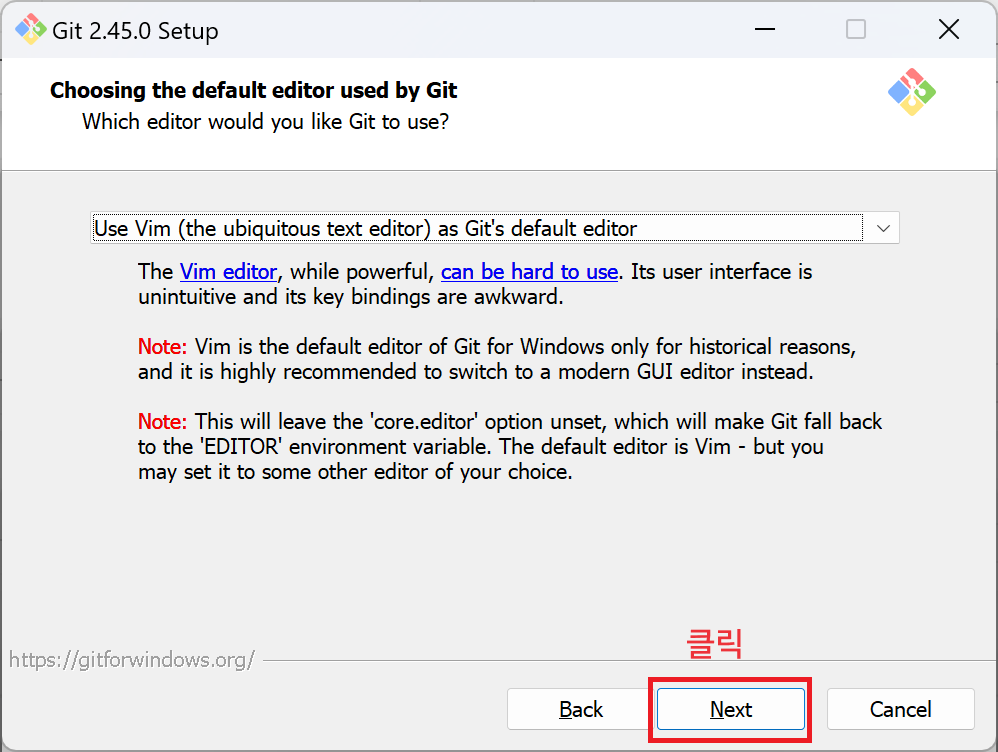 Git 2.45.0 Setup
Choosing the default editor used by Git
Which editor would you like Git to use?
Use Vim (the ubiquitous text editor) as Git's default editor
The Vim editor, while powerful, can be hard to use. Its user interface is
unintuitive and its key bindings are awkward.
Note: Vim is the default editor of Git for Windows only for historical reasons,
and it is highly recommended to switch to a modern GUI editor instead.
Note: This will leave the 'core.editor' option unset, which will make Git fall back
to the 'EDITOR' environment variable. The default editor is Vim - but you
may set it to some other editor of your choice.
클릭
https://gitforwindows.org/
Back Next Cancel